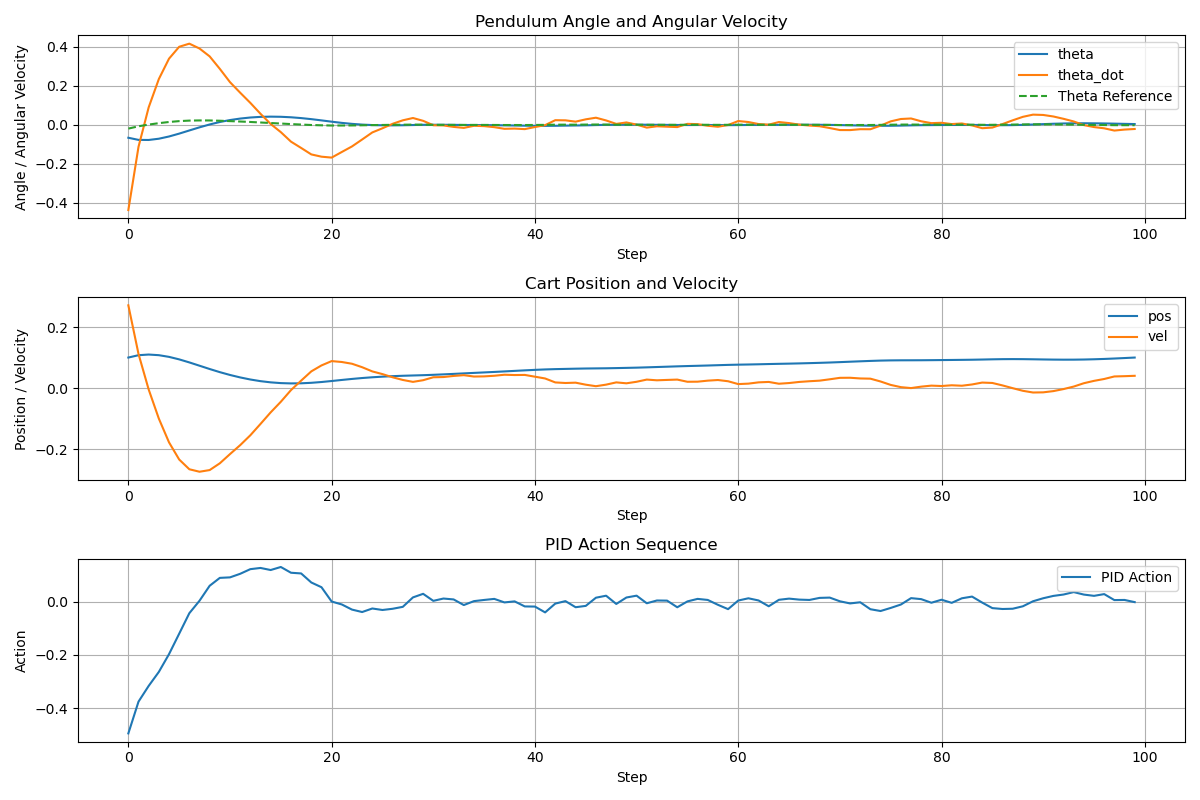 Pendulum Angle and Angular Velocity
Angle / Angular Velocity
0.4
0.2
0.0
−0.2
−0.4
theta
theta_dot
Theta Reference
0 20 40 60 80 100
Step
Cart Position and Velocity
Position / Velocity
0.2
0.0
−0.2
pos
vel
0 20 40 60 80 100
Step
PID Action Sequence
Action
0.0
−0.2
−0.4
PID Action
0 20 40 60 80 100
Step